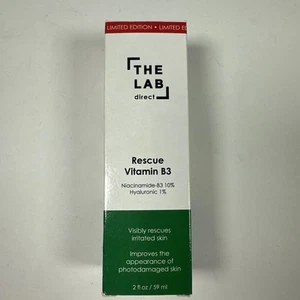 LIMITED EDITION • LIMITED
THE
LAB
direct
Rescue
Vitamin B3
Niacinamide-B3 10%
Hyaluronic 1%
Visibly rescues
irritated skin
Improves the
appearance of
photodamaged skin
2 fl oz / 59 ml